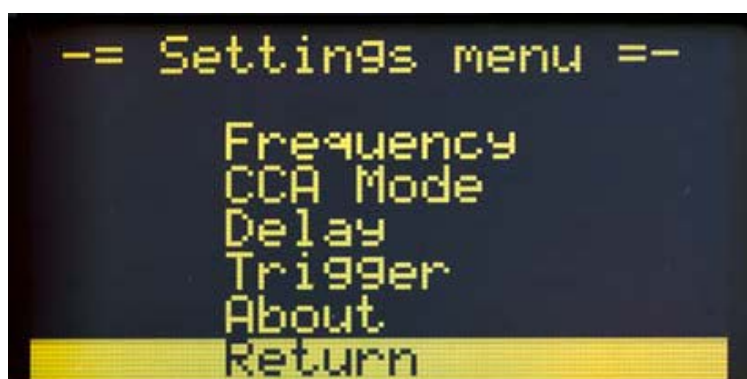 -= Settings menu =-
Frequency
CCA Mode
Delay
Trigger
About
Return